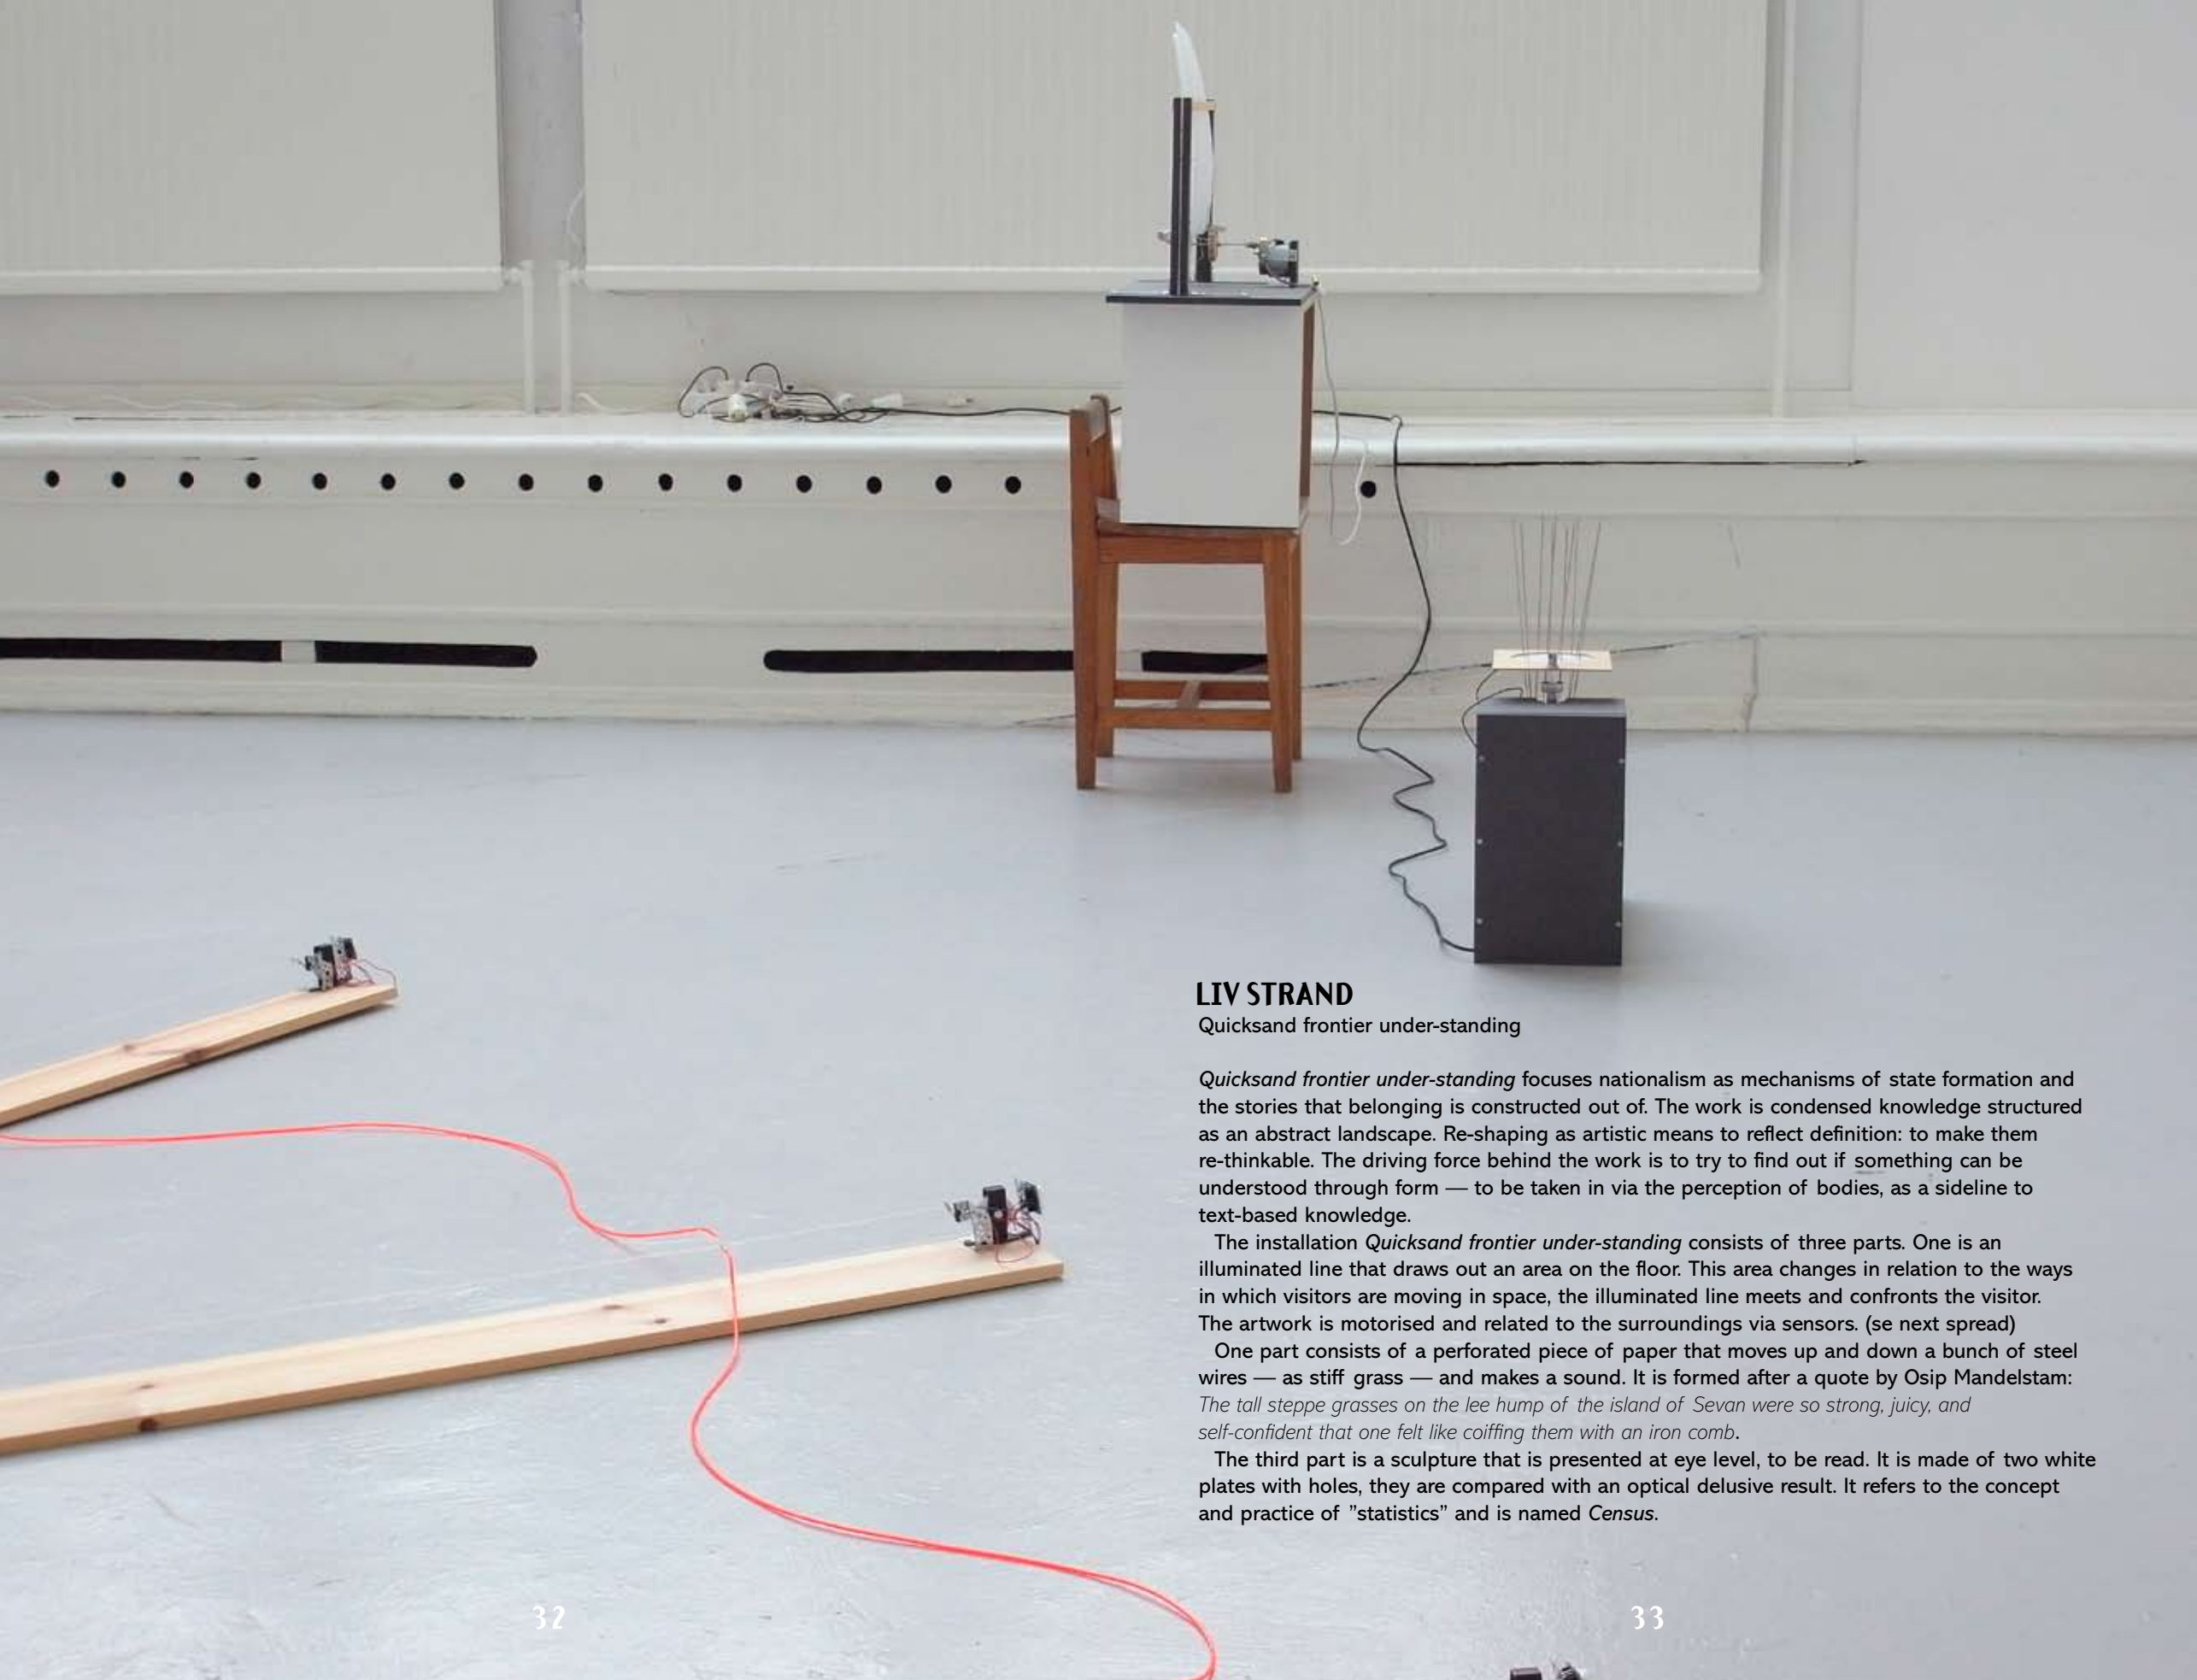 LIV STRAND
Quicksand frontier under-standing
Quicksand frontier under-standing focuses nationalism as mechanisms of state formation and
the stories that belonging is constructed out of. The work is condensed knowledge structured
as an abstract landscape. Re-shaping as artistic means to reflect definition: to make them
re-thinkable. The driving force behind the work is to try to find out if something can be
understood through form — to be taken in via the perception of bodies, as a sideline to
text-based knowledge.
The installation Quicksand frontier under-standing consists of three parts. One is an
illuminated line that draws out an area on the floor. This area changes in relation to the ways
in which visitors are moving in space, the illuminated line meets and confronts the visitor.
The artwork is motorised and related to the surroundings via sensors. (se next spread)
One part consists of a perforated piece of paper that moves up and down a bunch of steel
wires — as stiff grass — and makes a sound. It is formed after a quote by Osip Mandelstam:
The tall steppe grasses on the lee hump of the island of Sevan were so strong, juicy, and
self-confident that one felt like coiffing them with an iron comb.
The third part is a sculpture that is presented at eye level, to be read. It is made of two white
plates with holes, they are compared with an optical delusive result. It refers to the concept
and practice of ”statistics” and is named Census.
32
33